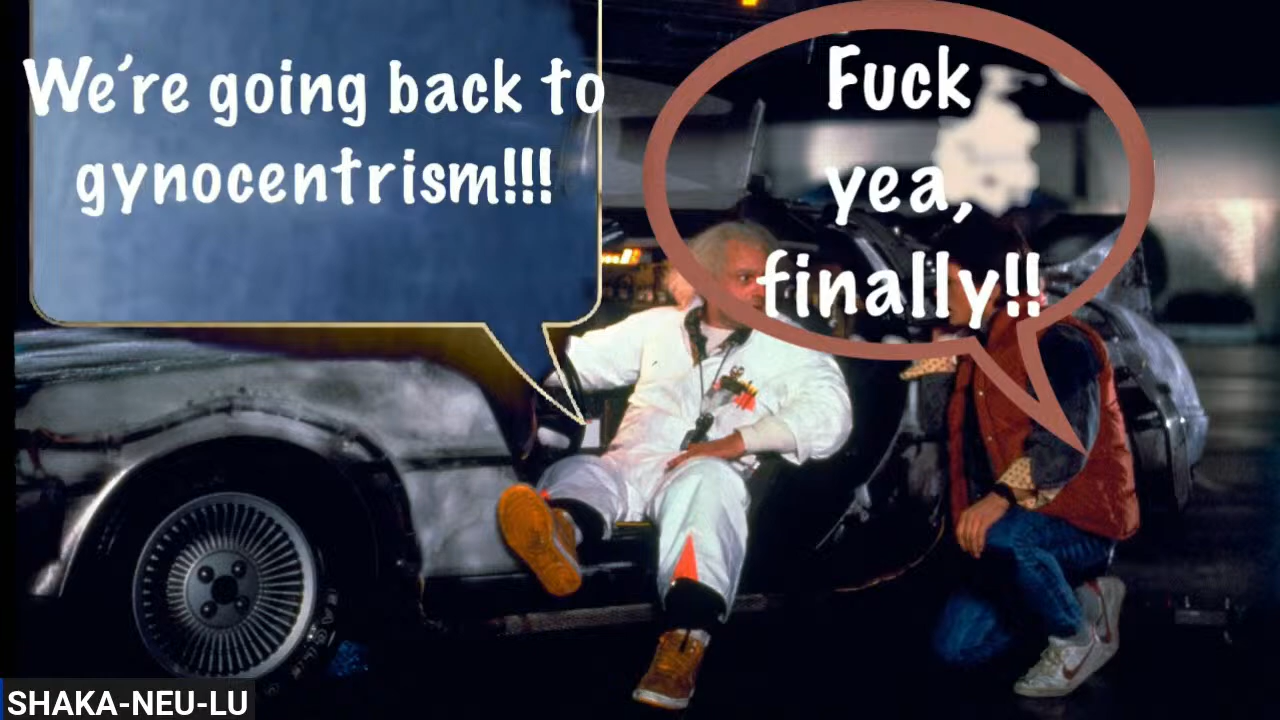 We're going back to
gynocentrism!!!
Fuck
yea,
finally!!
SHAKA-NEU-LU